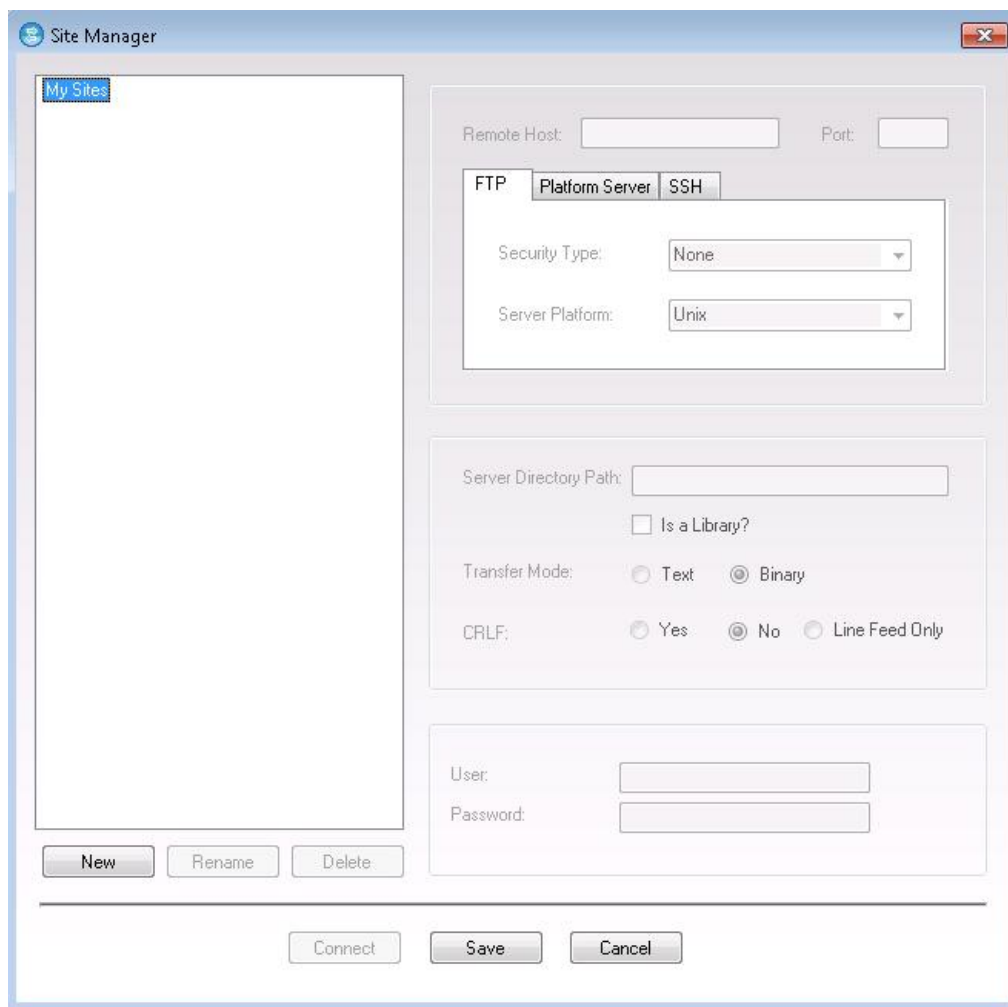 Site Manager
My Sites
Remote Host:
Port:
FTP
Platform Server
SSH
Security Type:
None
Server Platform:
Unix
Server Directory Path:
Is a Library?
Transfer Mode:
Text
Binary
CRLF:
Yes
No
Line Feed Only
User:
Password:
New
Rename
Delete
Connect
Save
Cancel